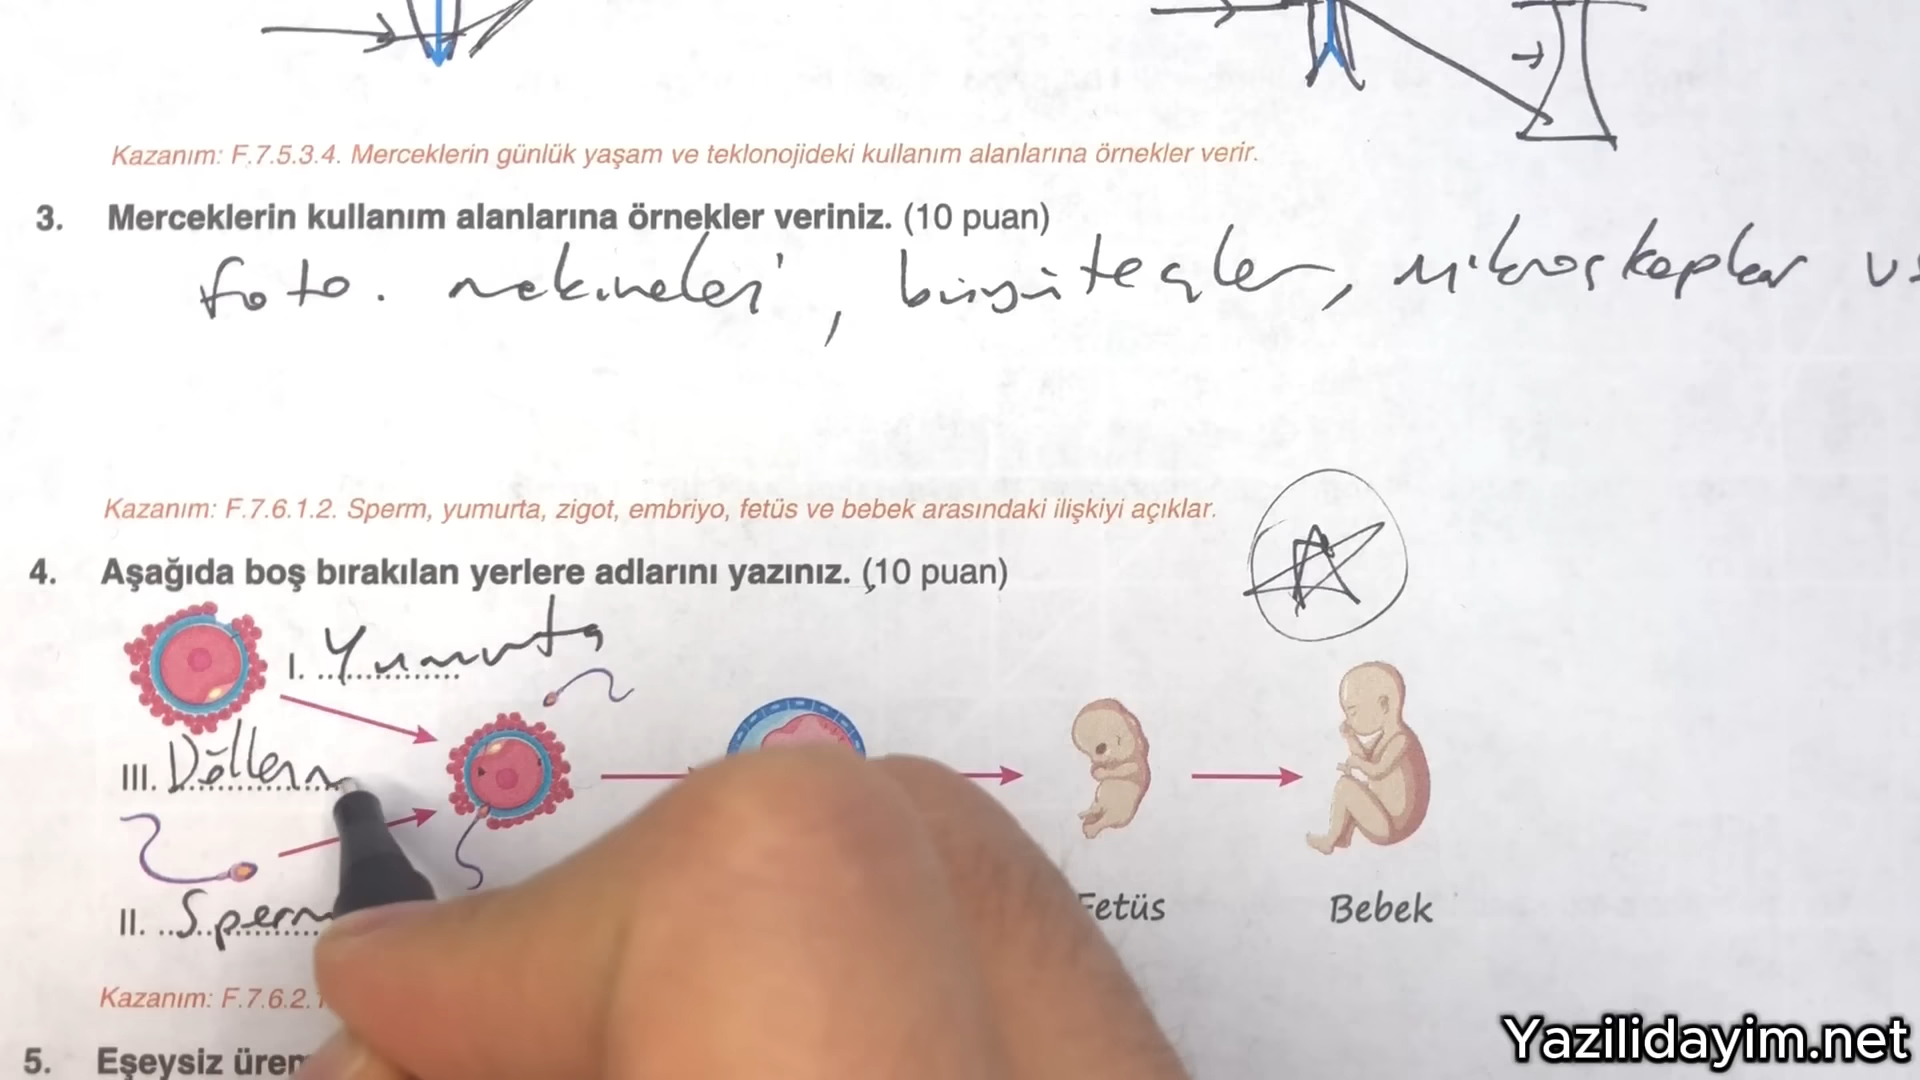 Kazanım: F.7.5.3.4. Merceklerin günlük yaşam ve teklonojideki kullanım alanlarına örnekler verir.
3. Merceklerin kullanım alanlarına örnekler veriniz. (10 puan)
foto. makineleri, büyüteçler, mikroskoplar
Kazanım: F.7.6.1.2. Sperm, yumurta, zigot, embriyo, fetüs ve bebek arasındaki ilişkiyi açıklar.
4. Aşağıda boş bırakılan yerlere adlarını yazınız. (10 puan)
I. Yumurta
III. Döllenm
II. Sperm
Fetüs
Bebek
Kazanım: F.7.6.2.1
5. Eşeysiz ürem
Yazilidayim.net